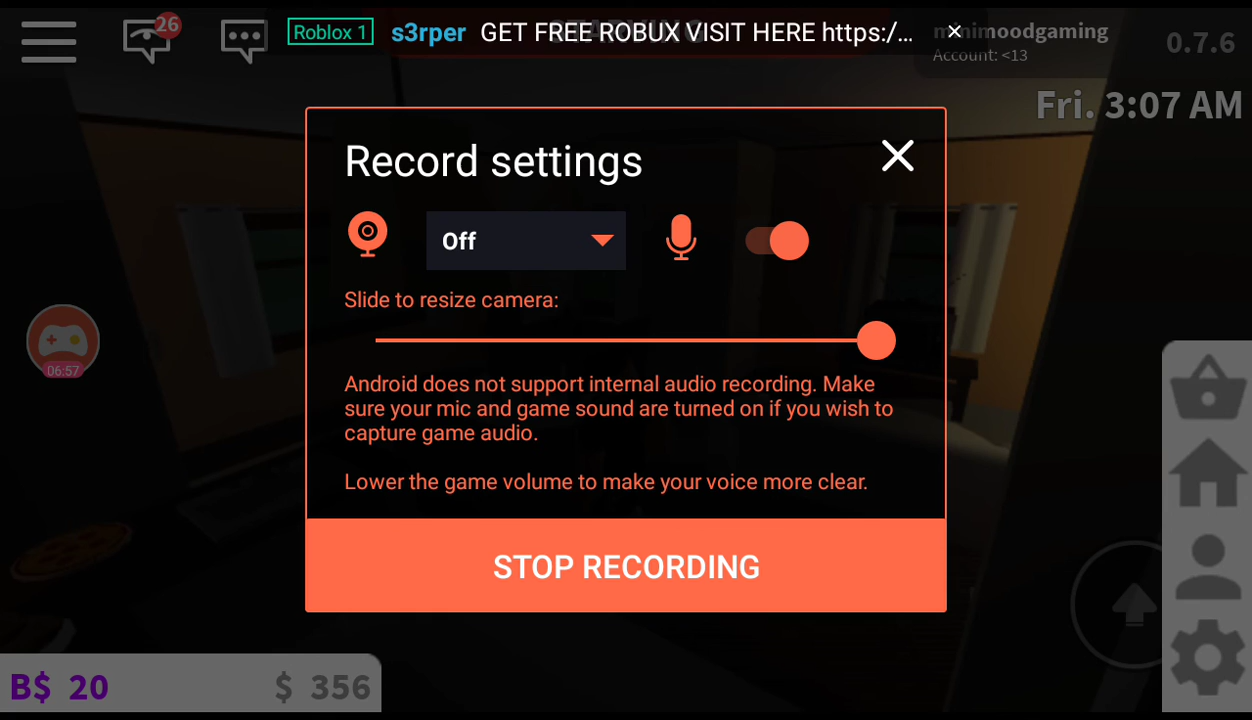 26
Roblox 1 s3rper GET FREE ROBUX VISIT HERE https:/...
STARVING
minimoodgaming
Account: <13
0.7.6
Fri. 3:07 AM
Record settings
Off
Slide to resize camera:
06:57
Android does not support internal audio recording. Make
sure your mic and game sound are turned on if you wish to
capture game audio.
Lower the game volume to make your voice more clear.
STOP RECORDING
B$ 20
$ 356